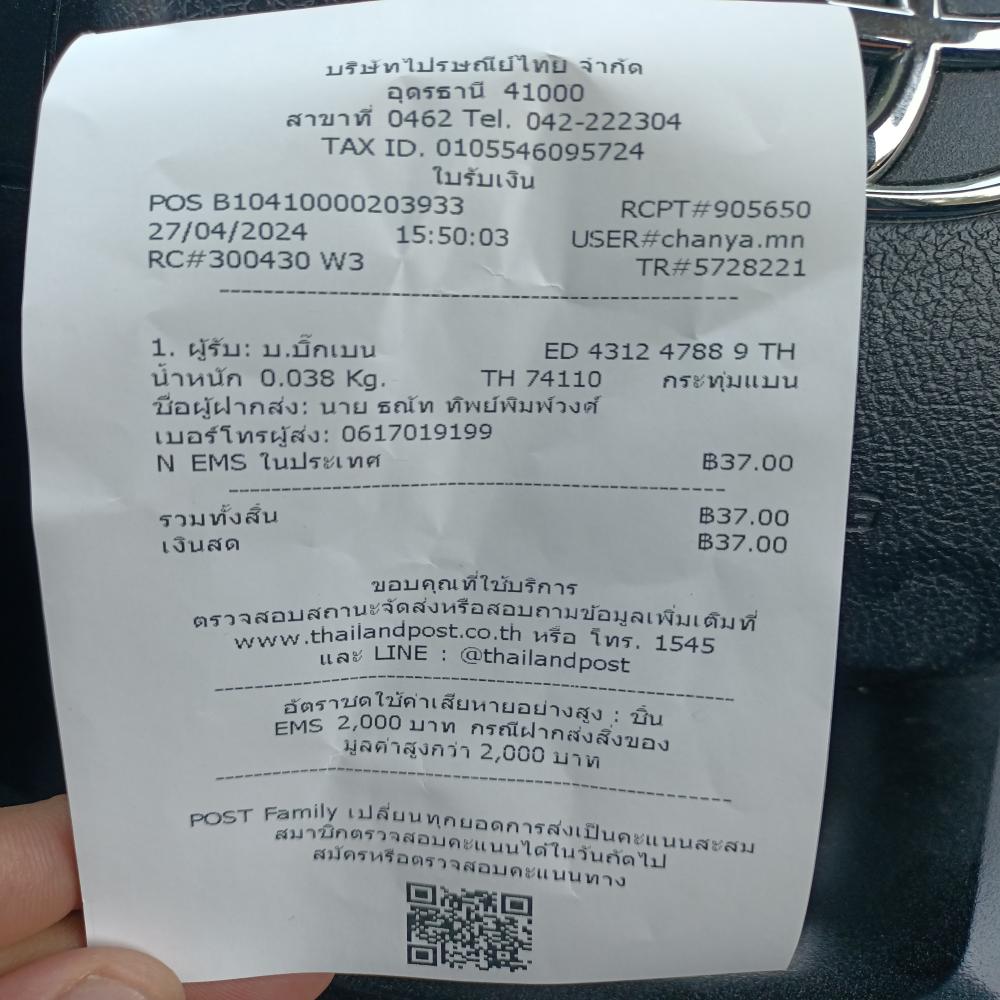 บริษัทไปรษณีย์ไทย จำกัด
อุดรธานี 41000
สาขาที่ 0462 Tel. 042-222304
TAX ID. 0105546095724
ใบรับเงิน
POS B10410000203933 RCPT#905650
27/04/2024 15:50:03 USER#chanya.mn
RC#300430 W3 TR#5728221
1. ผู้รับ: บ.บิ๊กเบน ED 4312 4788 9 TH
น้ำหนัก 0.038 Kg. TH 74110 กระทุ่มแบน
ชื่อผู้ฝากส่ง: นาย ธณัท ทิพย์พิมพ์วงศ์
เบอร์โทรผู้ส่ง: 0617019199
N EMS ในประเทศ ฿37.00
รวมทั้งสิ้น ฿37.00
เงินสด ฿37.00
ขอบคุณที่ใช้บริการ
ตรวจสอบสถานะจัดส่งหรือสอบถามข้อมูลเพิ่มเติมที่
www.thailandpost.co.th หรือ โทร. 1545
และ LINE : @thailandpost
อัตราชดใช้ค่าเสียหายอย่างสูง : ชิ้น
EMS 2,000 บาท กรณีฝากส่งสิ่งของ
มูลค่าสูงกว่า 2,000 บาท
POST Family เปลี่ยนทุกยอดการส่งเป็นคะแนนสะสม
สมาชิกตรวจสอบคะแนนได้ในวันถัดไป
สมัครหรือตรวจสอบคะแนนทาง